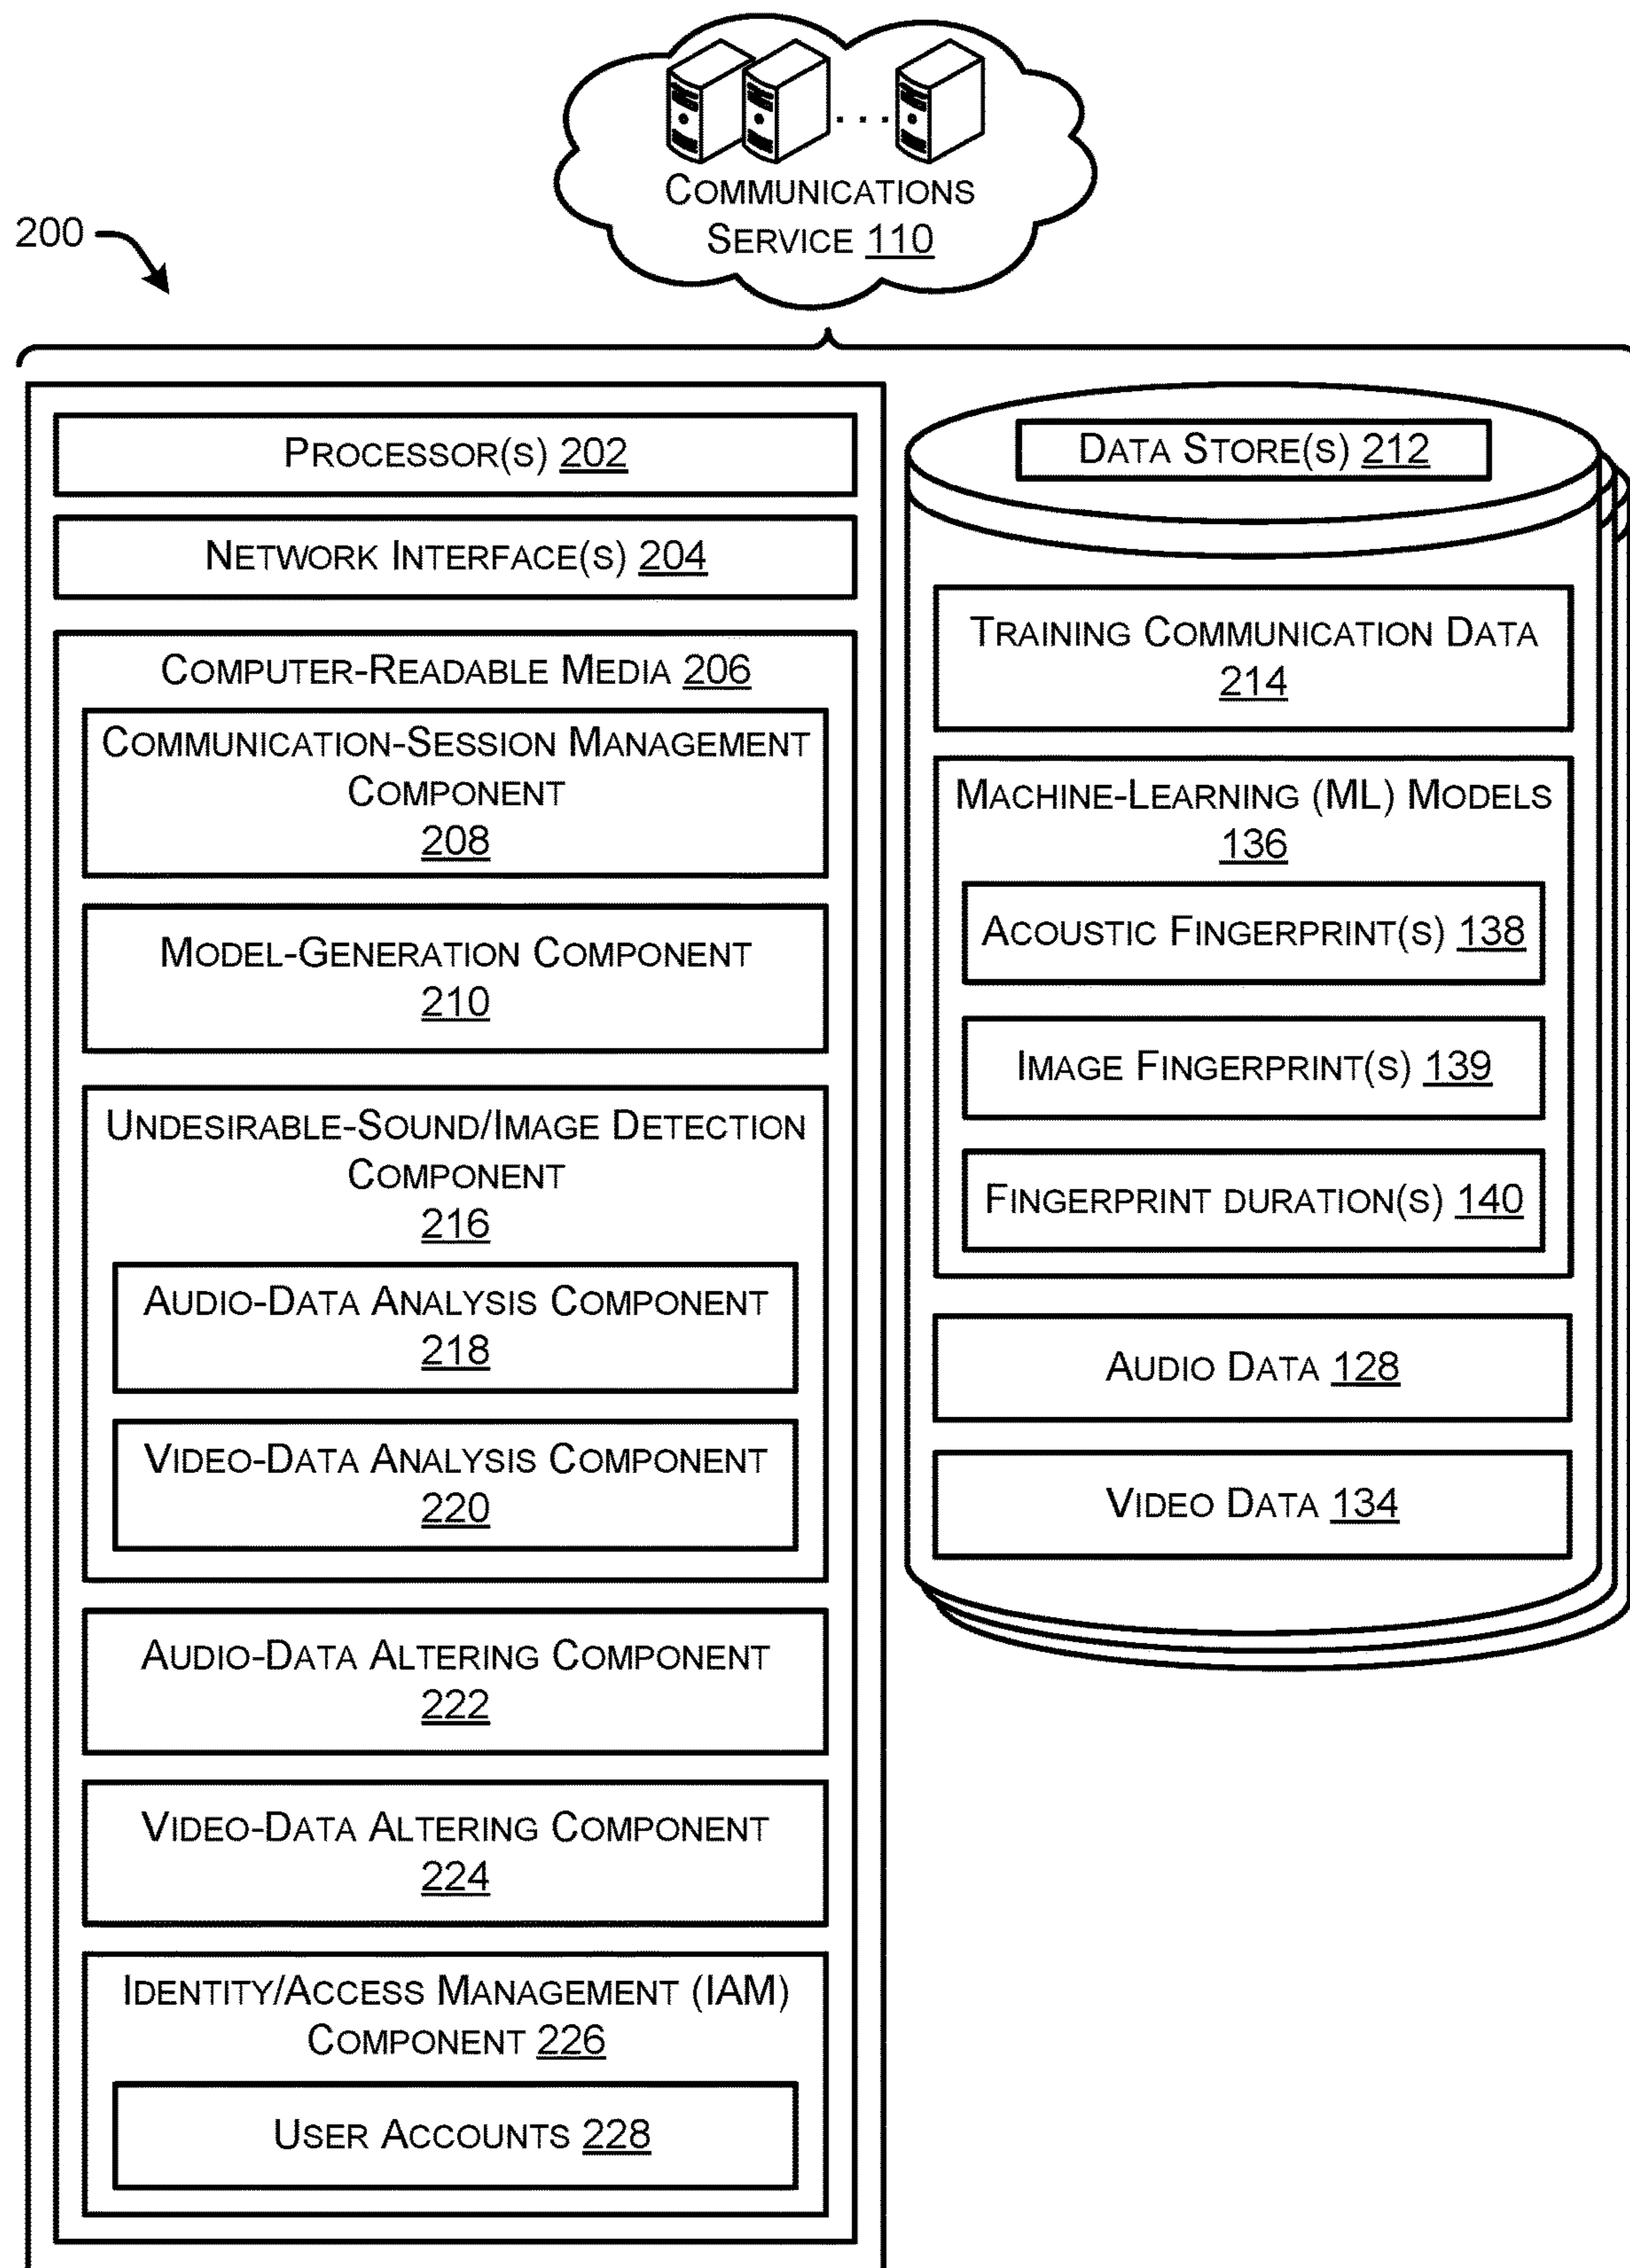 COMMUNICATIONS
SERVICE 110
200
PROCESSOR(S) 202
NETWORK INTERFACE(S) 204
COMPUTER-READABLE MEDIA 206
COMMUNICATION-SESSION MANAGEMENT
COMPONENT
208
MODEL-GENERATION COMPONENT
210
UNDESIRABLE-SOUND/IMAGE DETECTION
COMPONENT
216
AUDIO-DATA ANALYSIS COMPONENT
218
VIDEO-DATA ANALYSIS COMPONENT
220
AUDIO-DATA ALTERING COMPONENT
222
VIDEO-DATA ALTERING COMPONENT
224
IDENTITY/ACCESS MANAGEMENT (IAM)
COMPONENT 226
USER ACCOUNTS 228
DATA STORE(S) 212
TRAINING COMMUNICATION DATA
214
MACHINE-LEARNING (ML) MODELS
136
ACOUSTIC FINGERPRINT(S) 138
IMAGE FINGERPRINT(S) 139
FINGERPRINT DURATION(S) 140
AUDIO DATA 128
VIDEO DATA 134